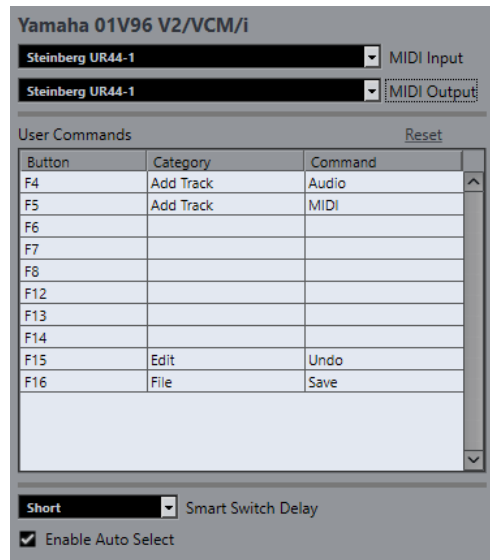 Yamaha 01V96 V2/VCM/i
Steinberg UR44-1 MIDI Input
Steinberg UR44-1 MIDI Output
User Commands Reset
Button Category Command
F4 Add Track Audio
F5 Add Track MIDI
F6
F7
F8
F12
F13
F14
F15 Edit Undo
F16 File Save
Short Smart Switch Delay
Enable Auto Select